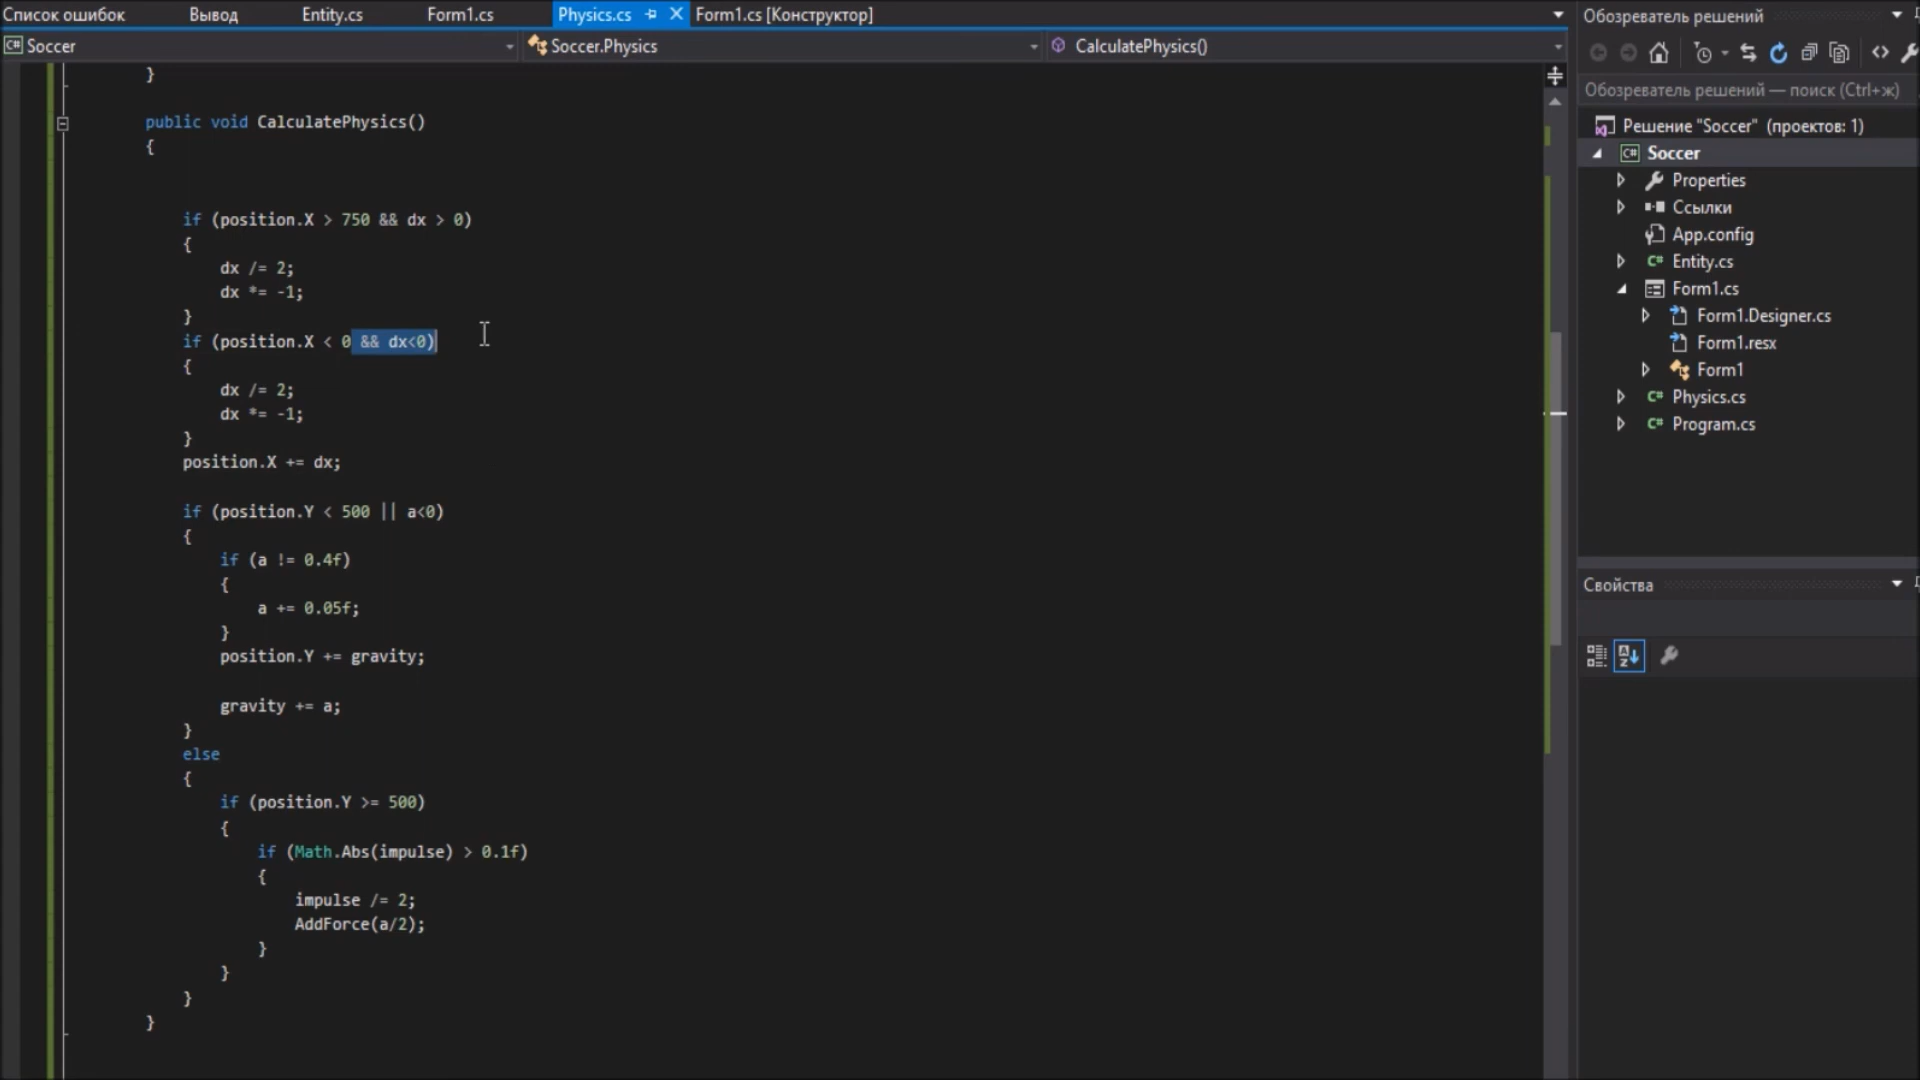 Список ошибок Вывод Entity.cs Form1.cs Physics.cs Form1.cs [Конструктор]
Soccer Soccer.Physics CalculatePhysics()
}
public void CalculatePhysics()
{
if (position.X > 750 && dx > 0)
{
dx /= 2;
dx *= -1;
}
if (position.X < 0 && dx<0)
{
dx /= 2;
dx *= -1;
}
position.X += dx;
if (position.Y < 500 || a<0)
{
if (a != 0.4f)
{
a += 0.05f;
}
position.Y += gravity;
gravity += a;
}
else
{
if (position.Y >= 500)
{
if (Math.Abs(impulse) > 0.1f)
{
impulse /= 2;
AddForce(a/2);
}
}
}
}
Обозреватель решений
Обозреватель решений — поиск (Ctrl+ж)
Решение "Soccer" (проектов: 1)
C# Soccer
Properties
Ссылки
App.config
C# Entity.cs
Form1.cs
Form1.Designer.cs
Form1.resx
Form1
C# Physics.cs
C# Program.cs
Свойства